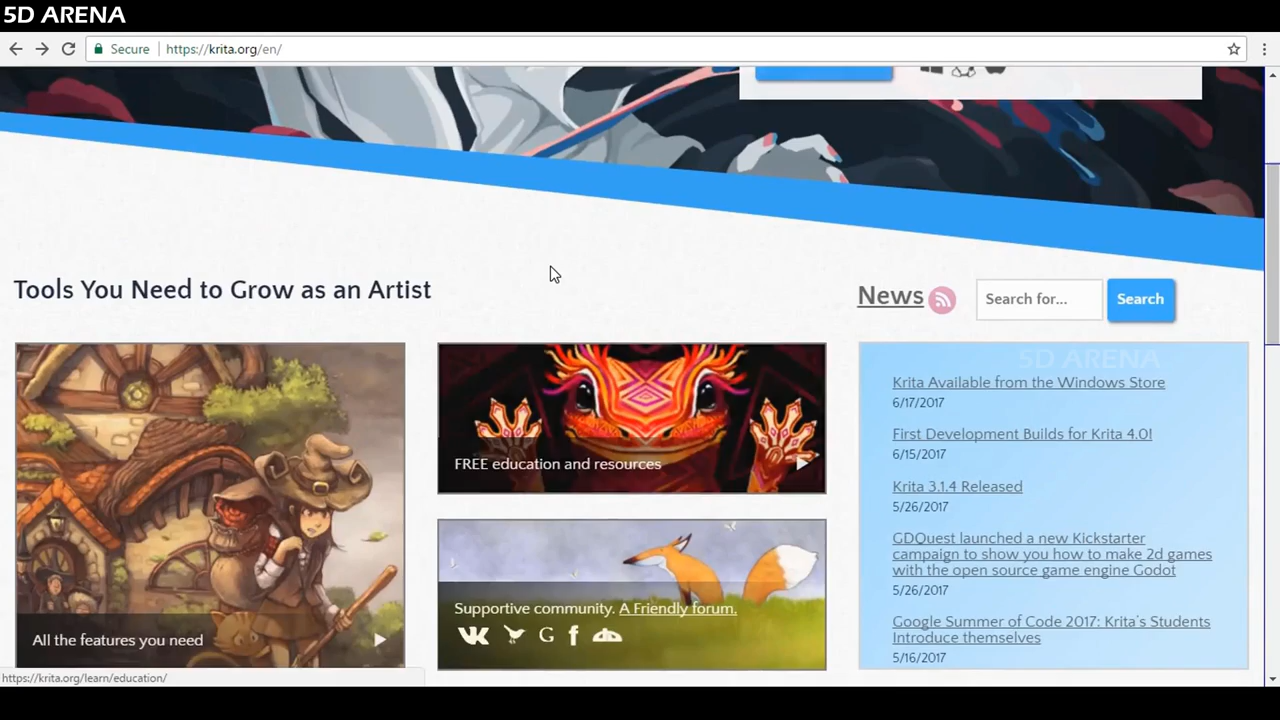 5D ARENA
Secure
https://krita.org/en/
Tools You Need to Grow as an Artist
News
Search for...
Search
5D ARENA
Krita Available from the Windows Store
6/17/2017
First Development Builds for Krita 4.0!
6/15/2017
Krita 3.1.4 Released
5/26/2017
GDQuest launched a new Kickstarter
campaign to show you how to make 2d games
with the open source game engine Godot
5/26/2017
Google Summer of Code 2017: Krita's Students
Introduce themselves
5/16/2017
FREE education and resources
Supportive community. A Friendly forum.
All the features you need
https://krita.org/learn/education/